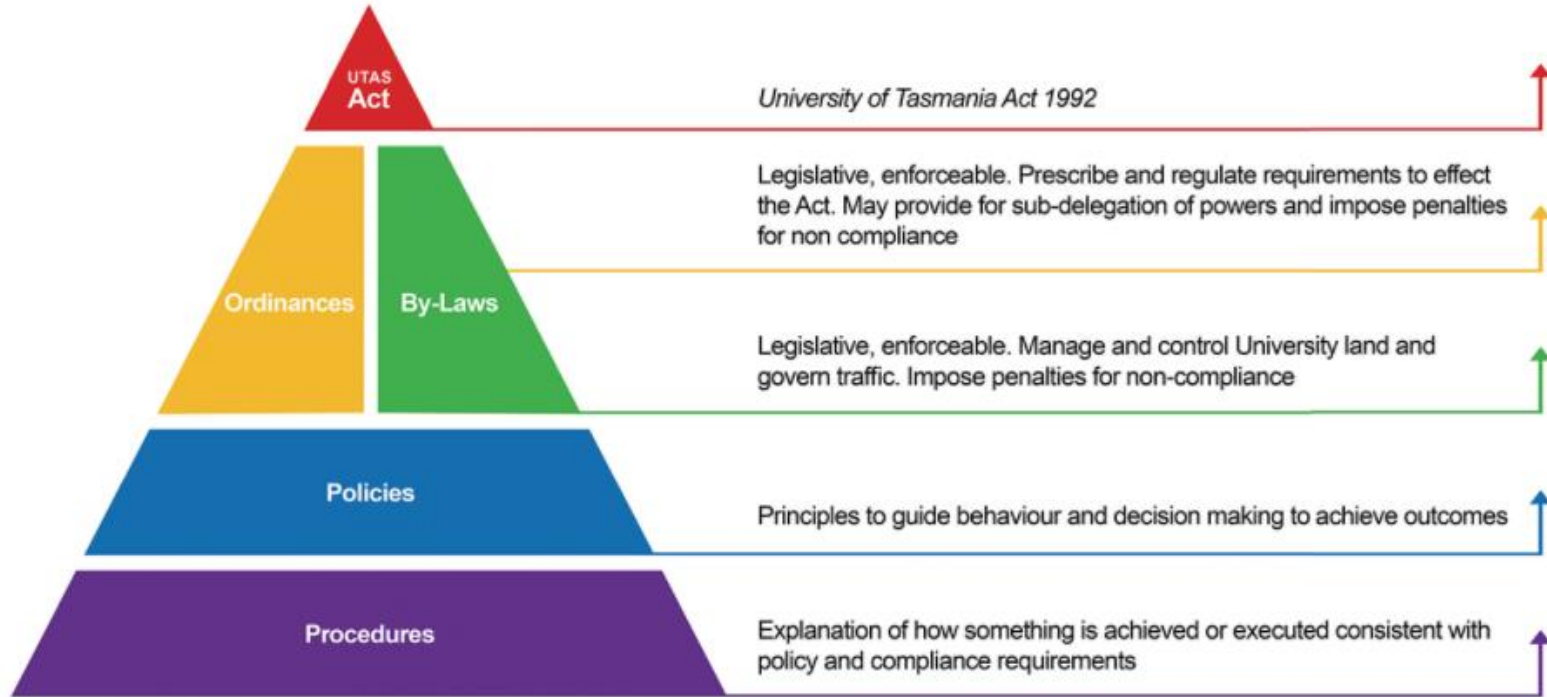 UTAS
Act
University of Tasmania Act 1992
Legislative, enforceable. Prescribe and regulate requirements to effect
the Act. May provide for sub-delegation of powers and impose penalties
for non compliance
Ordinances
By-Laws
Legislative, enforceable. Manage and control University land and
govern traffic. Impose penalties for non-compliance
Policies
Principles to guide behaviour and decision making to achieve outcomes
Procedures
Explanation of how something is achieved or executed consistent with
policy and compliance requirements